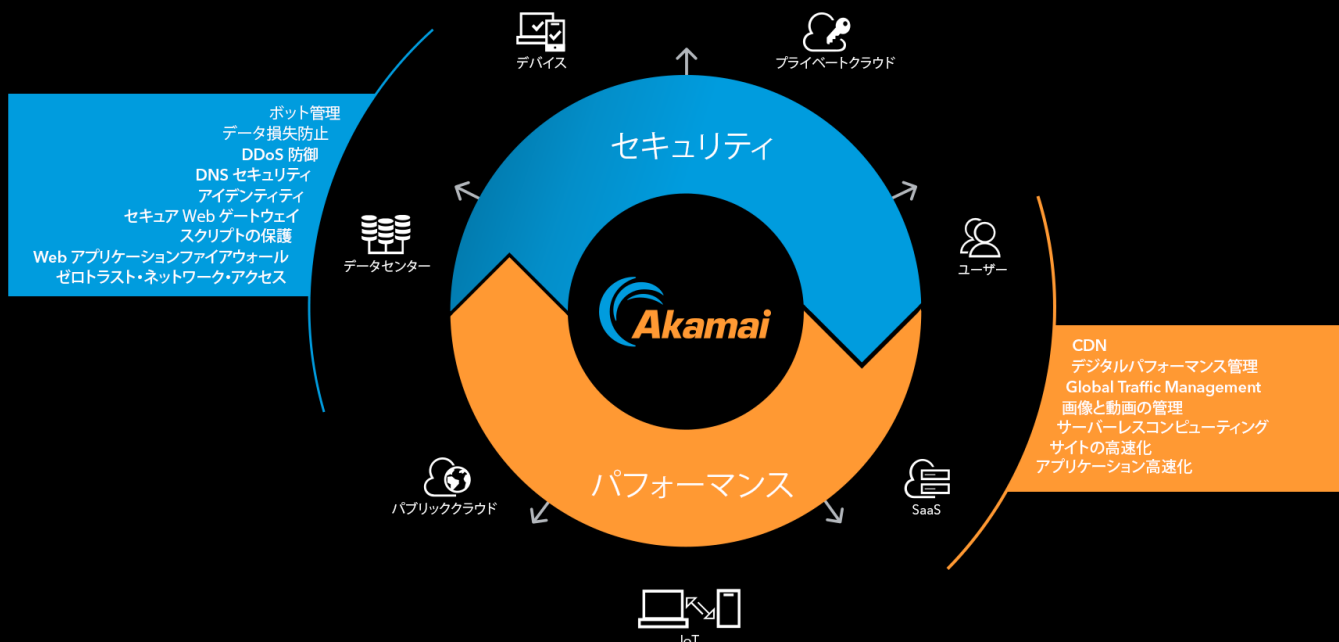 デバイス
プライベートクラウド
ボット管理
データ損失防止
DDoS 防御
DNS セキュリティ
アイデンティティ
セキュア Web ゲートウェイ
スクリプトの保護
Web アプリケーションファイアウォール
ゼロトラスト・ネットワーク・アクセス
セキュリティ
データセンター
ユーザー
Akamai
CDN
デジタルパフォーマンス管理
Global Traffic Management
画像と動画の管理
サーバーレスコンピューティング
サイトの高速化
アプリケーション高速化
パフォーマンス
パブリッククラウド
SaaS
IoT